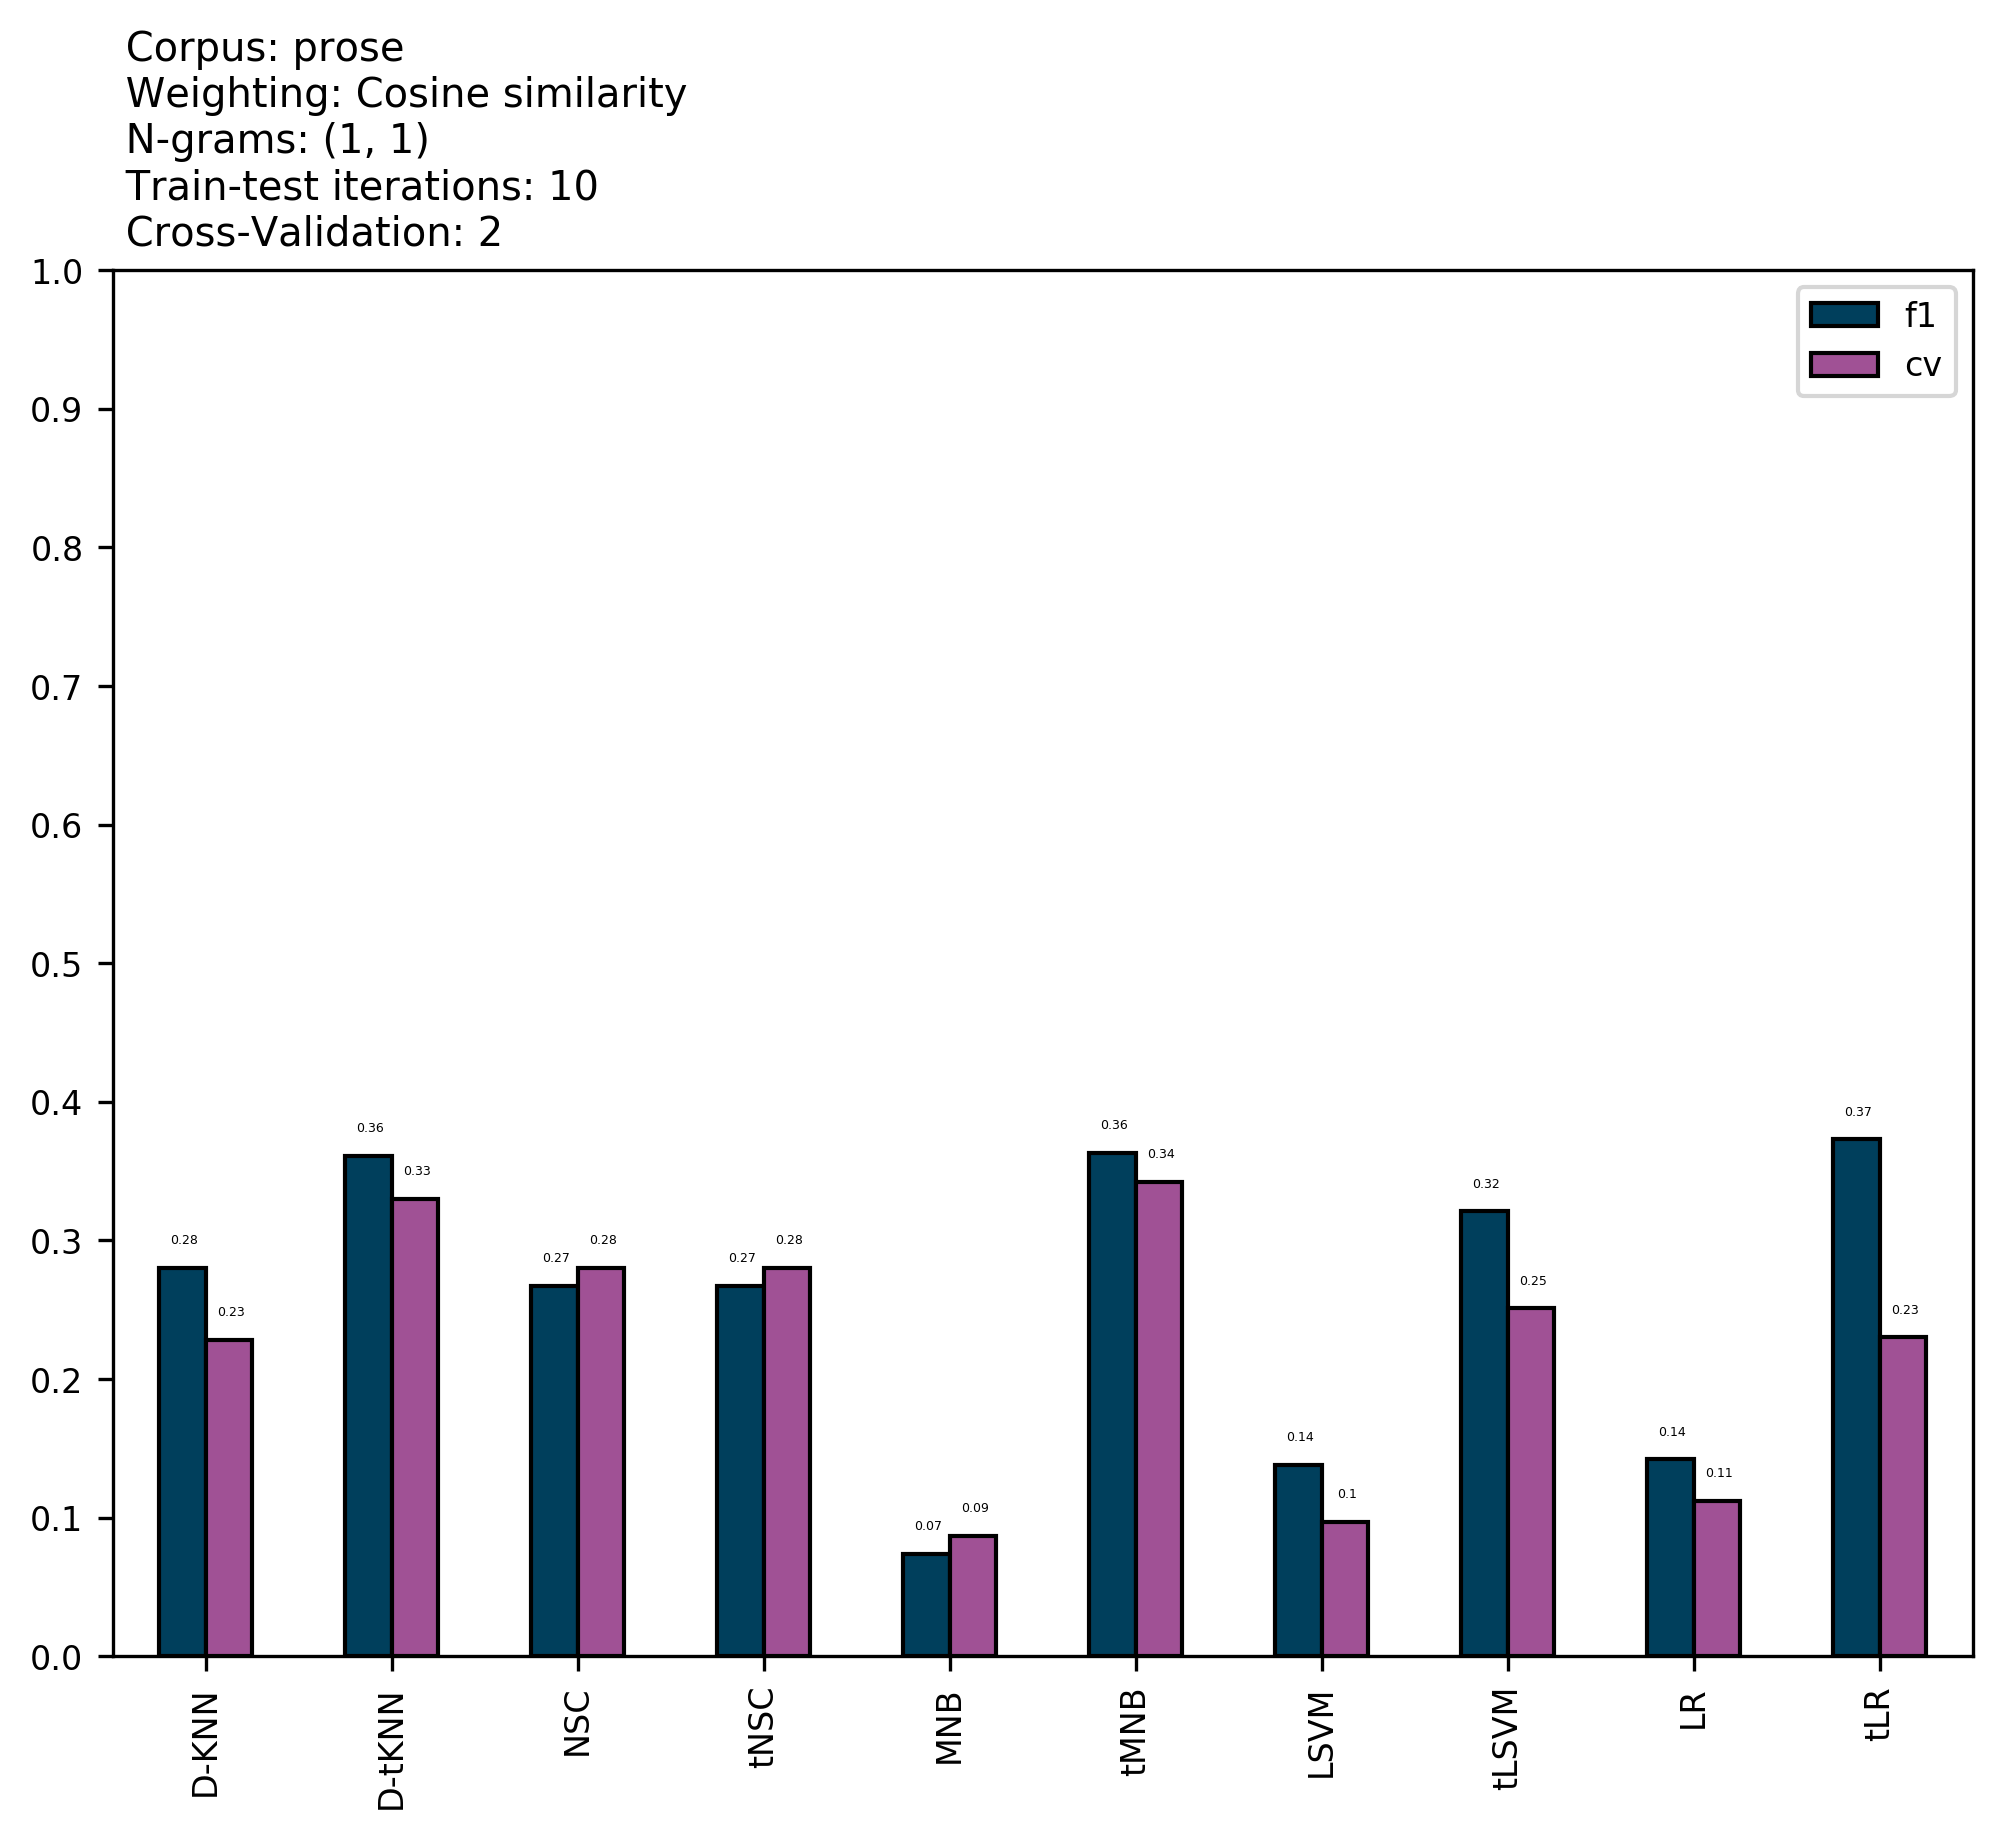 Corpus: prose
Weighting: Cosine similarity
N-grams: (1, 1)
Train-test iterations: 10
Cross-Validation: 2
1.0
0.9
0.8
0.7
0.6
0.5
0.4
0.3
0.2
0.1
0.0
f1
cv
0.28
0.23
0.36
0.33
0.27
0.28
0.27
0.28
0.07
0.09
0.36
0.34
0.14
0.1
0.32
0.25
0.14
0.11
0.37
0.23
D-KNN
D-tKNN
NSC
tNSC
MNB
tMNB
LSVM
tLSVM
LR
tLR